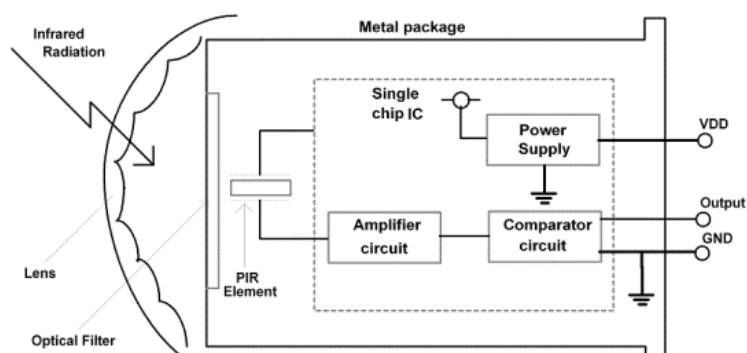 Metal package
Infrared
Radiation
Single
chip IC
Power
Supply
VDD
Output
GND
Amplifier
circuit
Comparator
circuit
PIR
Element
Lens
Optical Filter